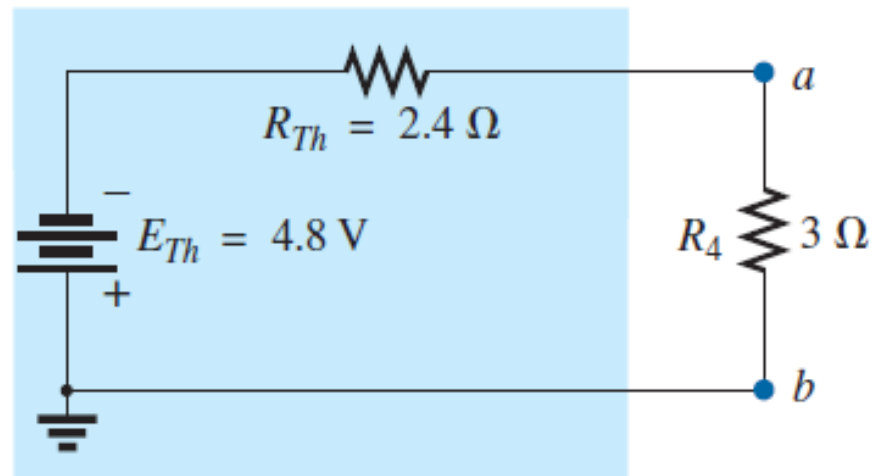 a
R_Th = 2.4 Ω
−
E_Th = 4.8 V
R_4 3 Ω
+
b